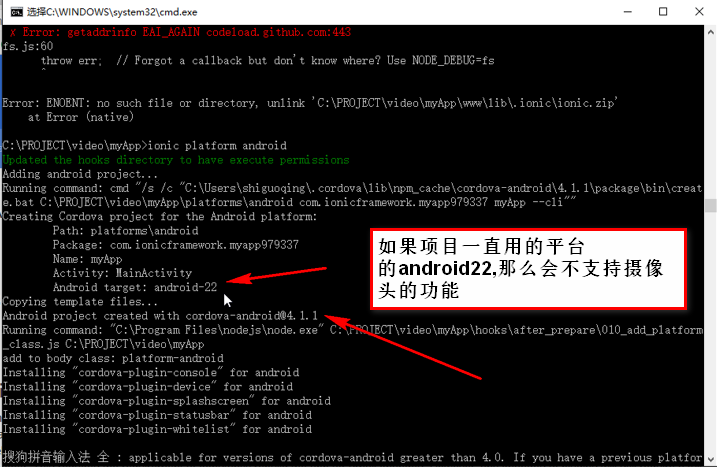 选择C:\WINDOWS\system32\cmd.exe
✗ Error: getaddrinfo EAI_AGAIN codeload.github.com:443
fs.js:60
throw err;  // Forgot a callback but don't know where? Use NODE_DEBUG=fs
^
Error: ENOENT: no such file or directory, unlink 'C:\PROJECT\video\myApp\www\lib\.ionic\ionic.zip'
at Error (native)
C:\PROJECT\video\myApp>ionic platform android
Updated the hooks directory to have execute permissions
Adding android project...
Running command: cmd "/s /c "C:\Users\shiguoqing\.cordova\lib\npm_cache\cordova-android\4.1.1\package\bin\creat
e.bat C:\PROJECT\video\myApp\platforms\android com.ionicframework.myapp979337 myApp --cli""
Creating Cordova project for the Android platform:
Path: platforms\android
Package: com.ionicframework.myapp979337
Name: myApp
Activity: MainActivity
Android target: android-22
Copying template files...
Android project created with cordova-android@4.1.1
Running command: "C:\Program Files\nodejs\node.exe" C:\PROJECT\video\myApp\hooks\after_prepare\010_add_platform
_class.js C:\PROJECT\video\myApp
add to body class: platform-android
Installing "cordova-plugin-console" for android
Installing "cordova-plugin-device" for android
Installing "cordova-plugin-splashscreen" for android
Installing "cordova-plugin-statusbar" for android
Installing "cordova-plugin-whitelist" for android
搜狗拼音输入法 全 : applicable for versions of cordova-android greater than 4.0. If you have a previous platfor
如果项目一直用的平台
的android22,那么会不支持摄像
头的功能